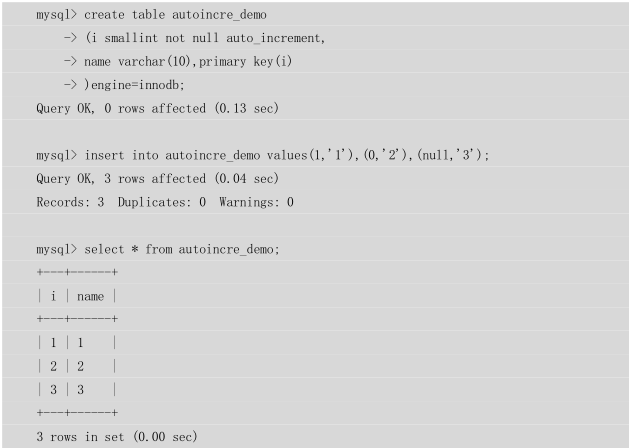 mysql> create table autoincre_demo
-> (i smallint not null auto_increment,
-> name varchar(10),primary key(i)
-> )engine=innodb;
Query OK, 0 rows affected (0.13 sec)
mysql> insert into autoincre_demo values(1,'1'),(0,'2'),(null,'3');
Query OK, 3 rows affected (0.04 sec)
Records: 3  Duplicates: 0  Warnings: 0
mysql> select * from autoincre_demo;
+---+------+
| i | name |
+---+------+
| 1 | 1    |
| 2 | 2    |
| 3 | 3    |
+---+------+
3 rows in set (0.00 sec)